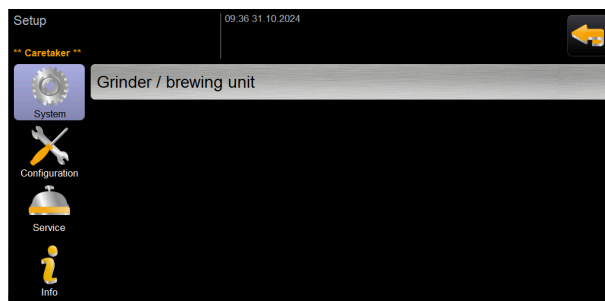 Setup
09:36 31.10.2024
** Caretaker **
System
Grinder / brewing unit
Configuration
Service
Info